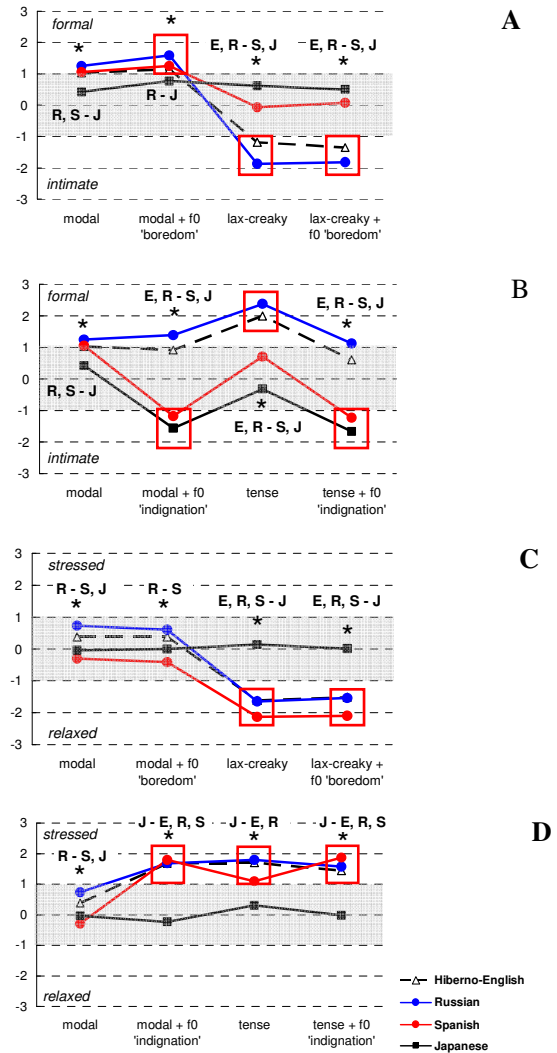 A
3
formal
*
*
E, R - S, J
E, R - S, J
2
*
*
1
0
R, S - J
R - J
-1
-2
intimate
-3
modal
modal + f0
'boredom'
lax-creaky
lax-creaky +
f0 'boredom'
B
3
formal
E, R - S, J
E, R - S, J
2
*
*
*
1
0
R, S - J
*
-1
E, R - S, J
-2
intimate
-3
modal
modal + f0
'indignation'
tense
tense + f0
'indignation'
C
3
stressed
R - S, J
R - S
E, R, S - J
E, R, S - J
2
*
*
*
*
1
0
-1
-2
relaxed
-3
modal
modal + f0
'boredom'
lax-creaky
lax-creaky +
f0 'boredom'
D
3
stressed
J - E, R, S
J - E, R
J - E, R, S
*
*
*
2
R - S, J
*
1
0
-1
-2
relaxed
-3
modal
modal + f0
'indignation'
tense
tense + f0
'indignation'
Hiberno-English
Russian
Spanish
Japanese